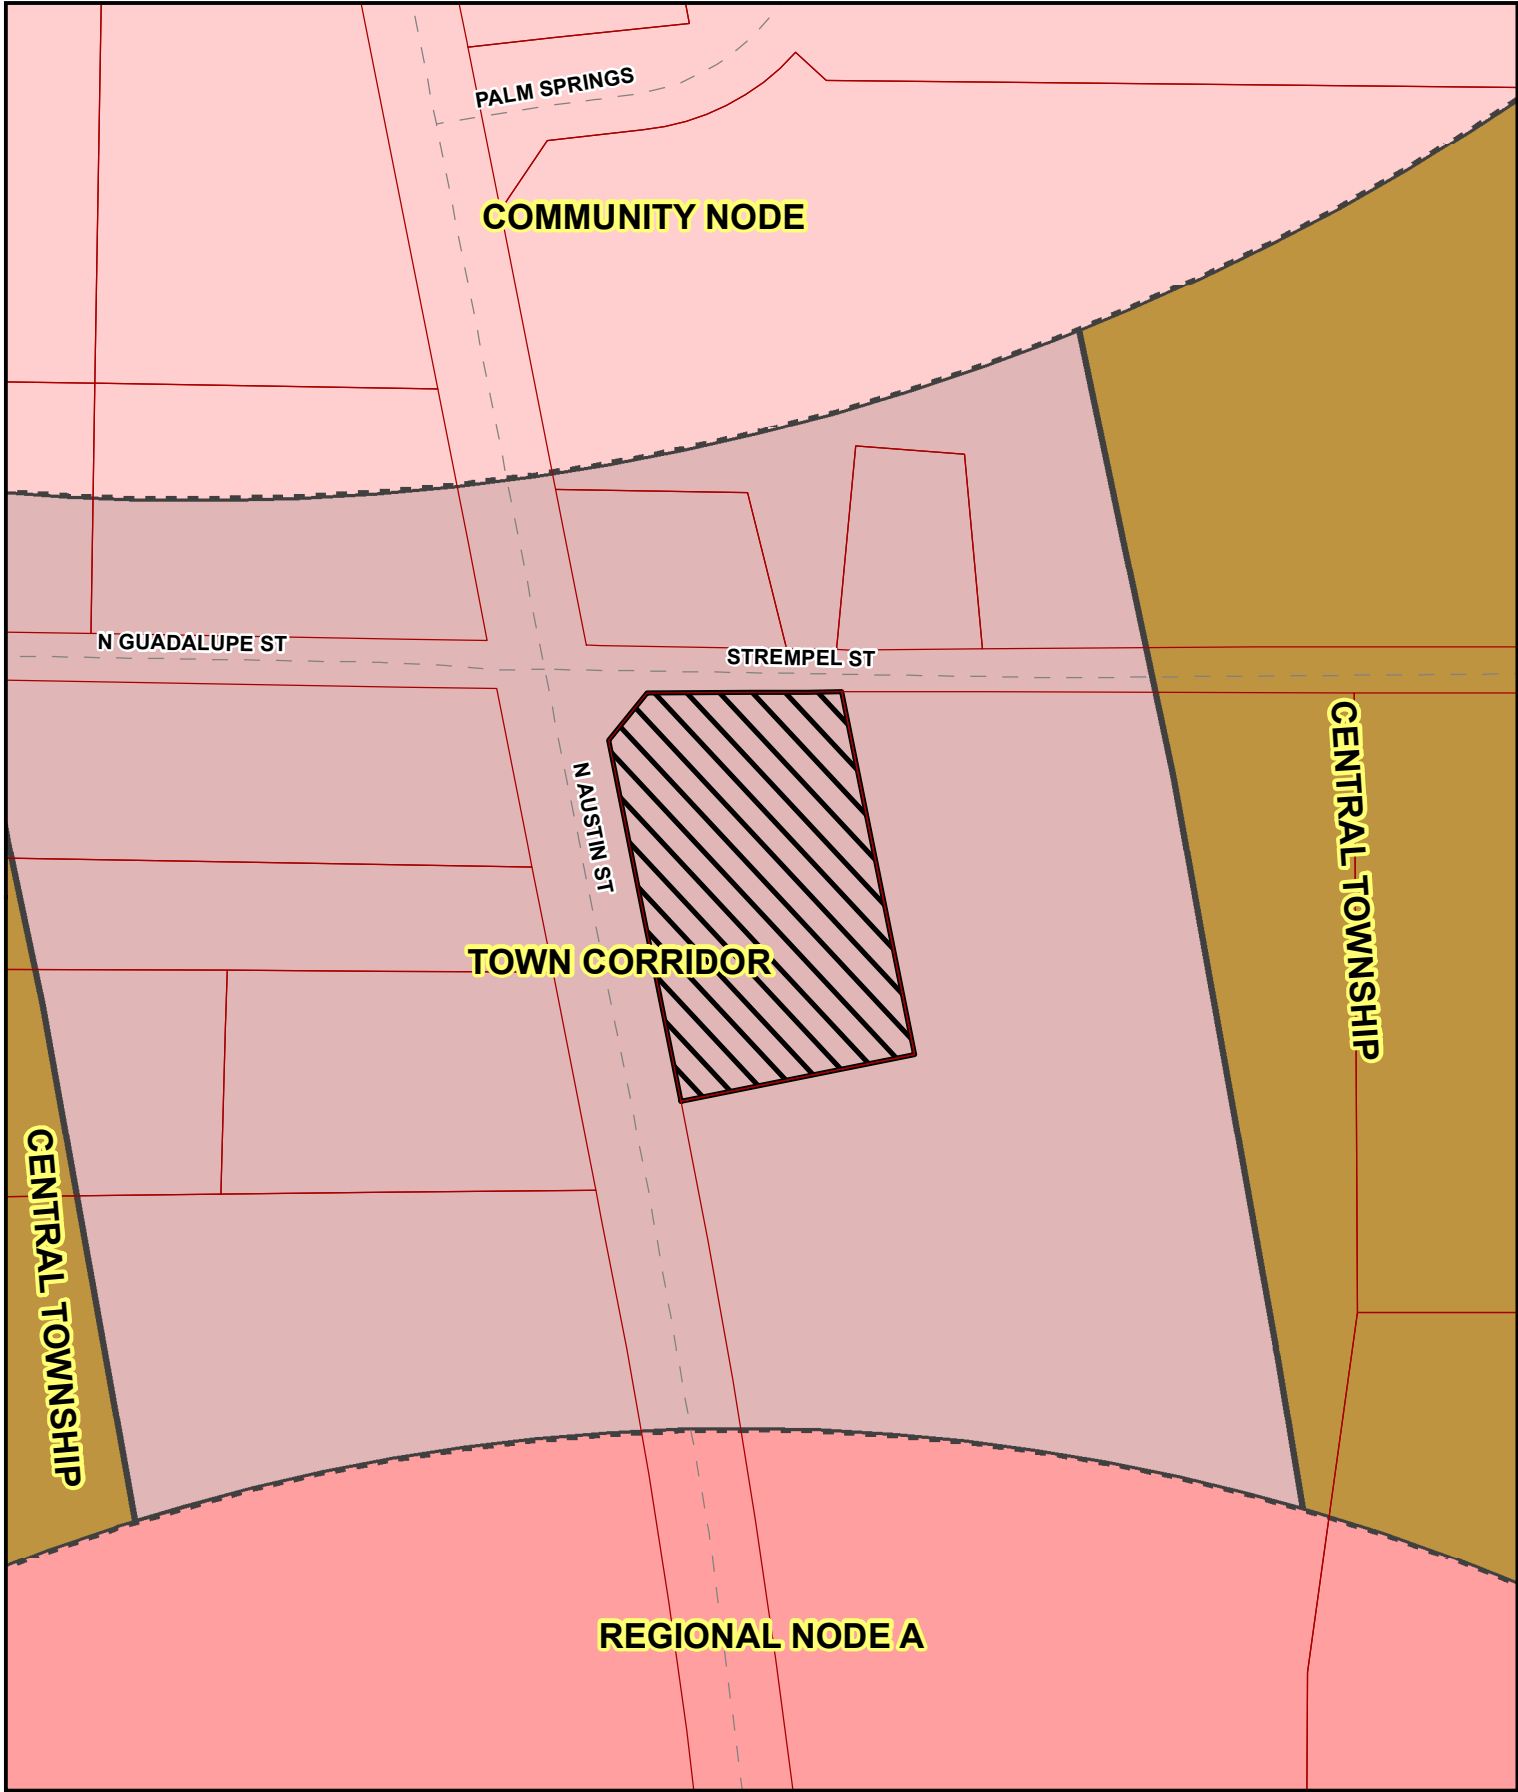 PALM SPRINGS
COMMUNITY NODE
N GUADALUPE ST
STREMPEL ST
CENTRAL TOWNSHIP
N AUSTIN ST
TOWN CORRIDOR
CENTRAL TOWNSHIP
REGIONAL NODE A